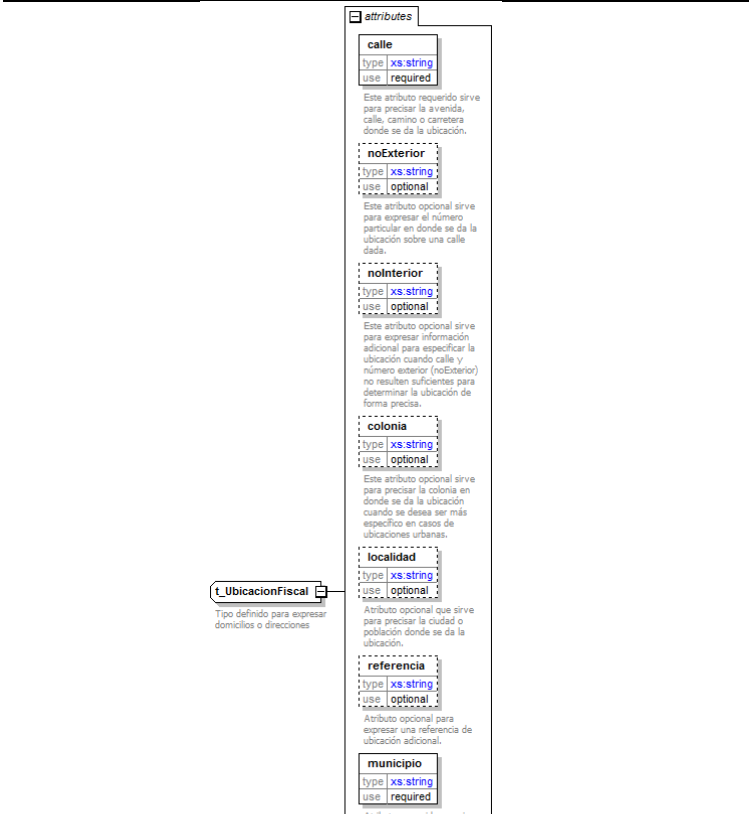 attributes
calle
type xs:string
use required
Este atributo requerido sirve
para precisar la avenida,
calle, camino o carretera
donde se da la ubicación.
noExterior
type xs:string
use optional
Este atributo opcional sirve
para expresar el número
particular en donde se da la
ubicación sobre una calle
dada.
noInterior
type xs:string
use optional
Este atributo opcional sirve
para expresar información
adicional para especificar la
ubicación cuando calle y
número exterior (noExterior)
no resulten suficientes para
determinar la ubicación de
forma precisa.
colonia
type xs:string
use optional
Este atributo opcional sirve
para precisar la colonia en
donde se da la ubicación
cuando se desea ser más
específico en casos de
ubicaciones urbanas.
localidad
type xs:string
use optional
Atributo opcional que sirve
para precisar la ciudad o
población donde se da la
ubicación.
t_UbicacionFiscal
Tipo definido para expresar
domicilios o direcciones
referencia
type xs:string
use optional
Atributo opcional para
expresar una referencia de
ubicación adicional.
municipio
type xs:string
use required